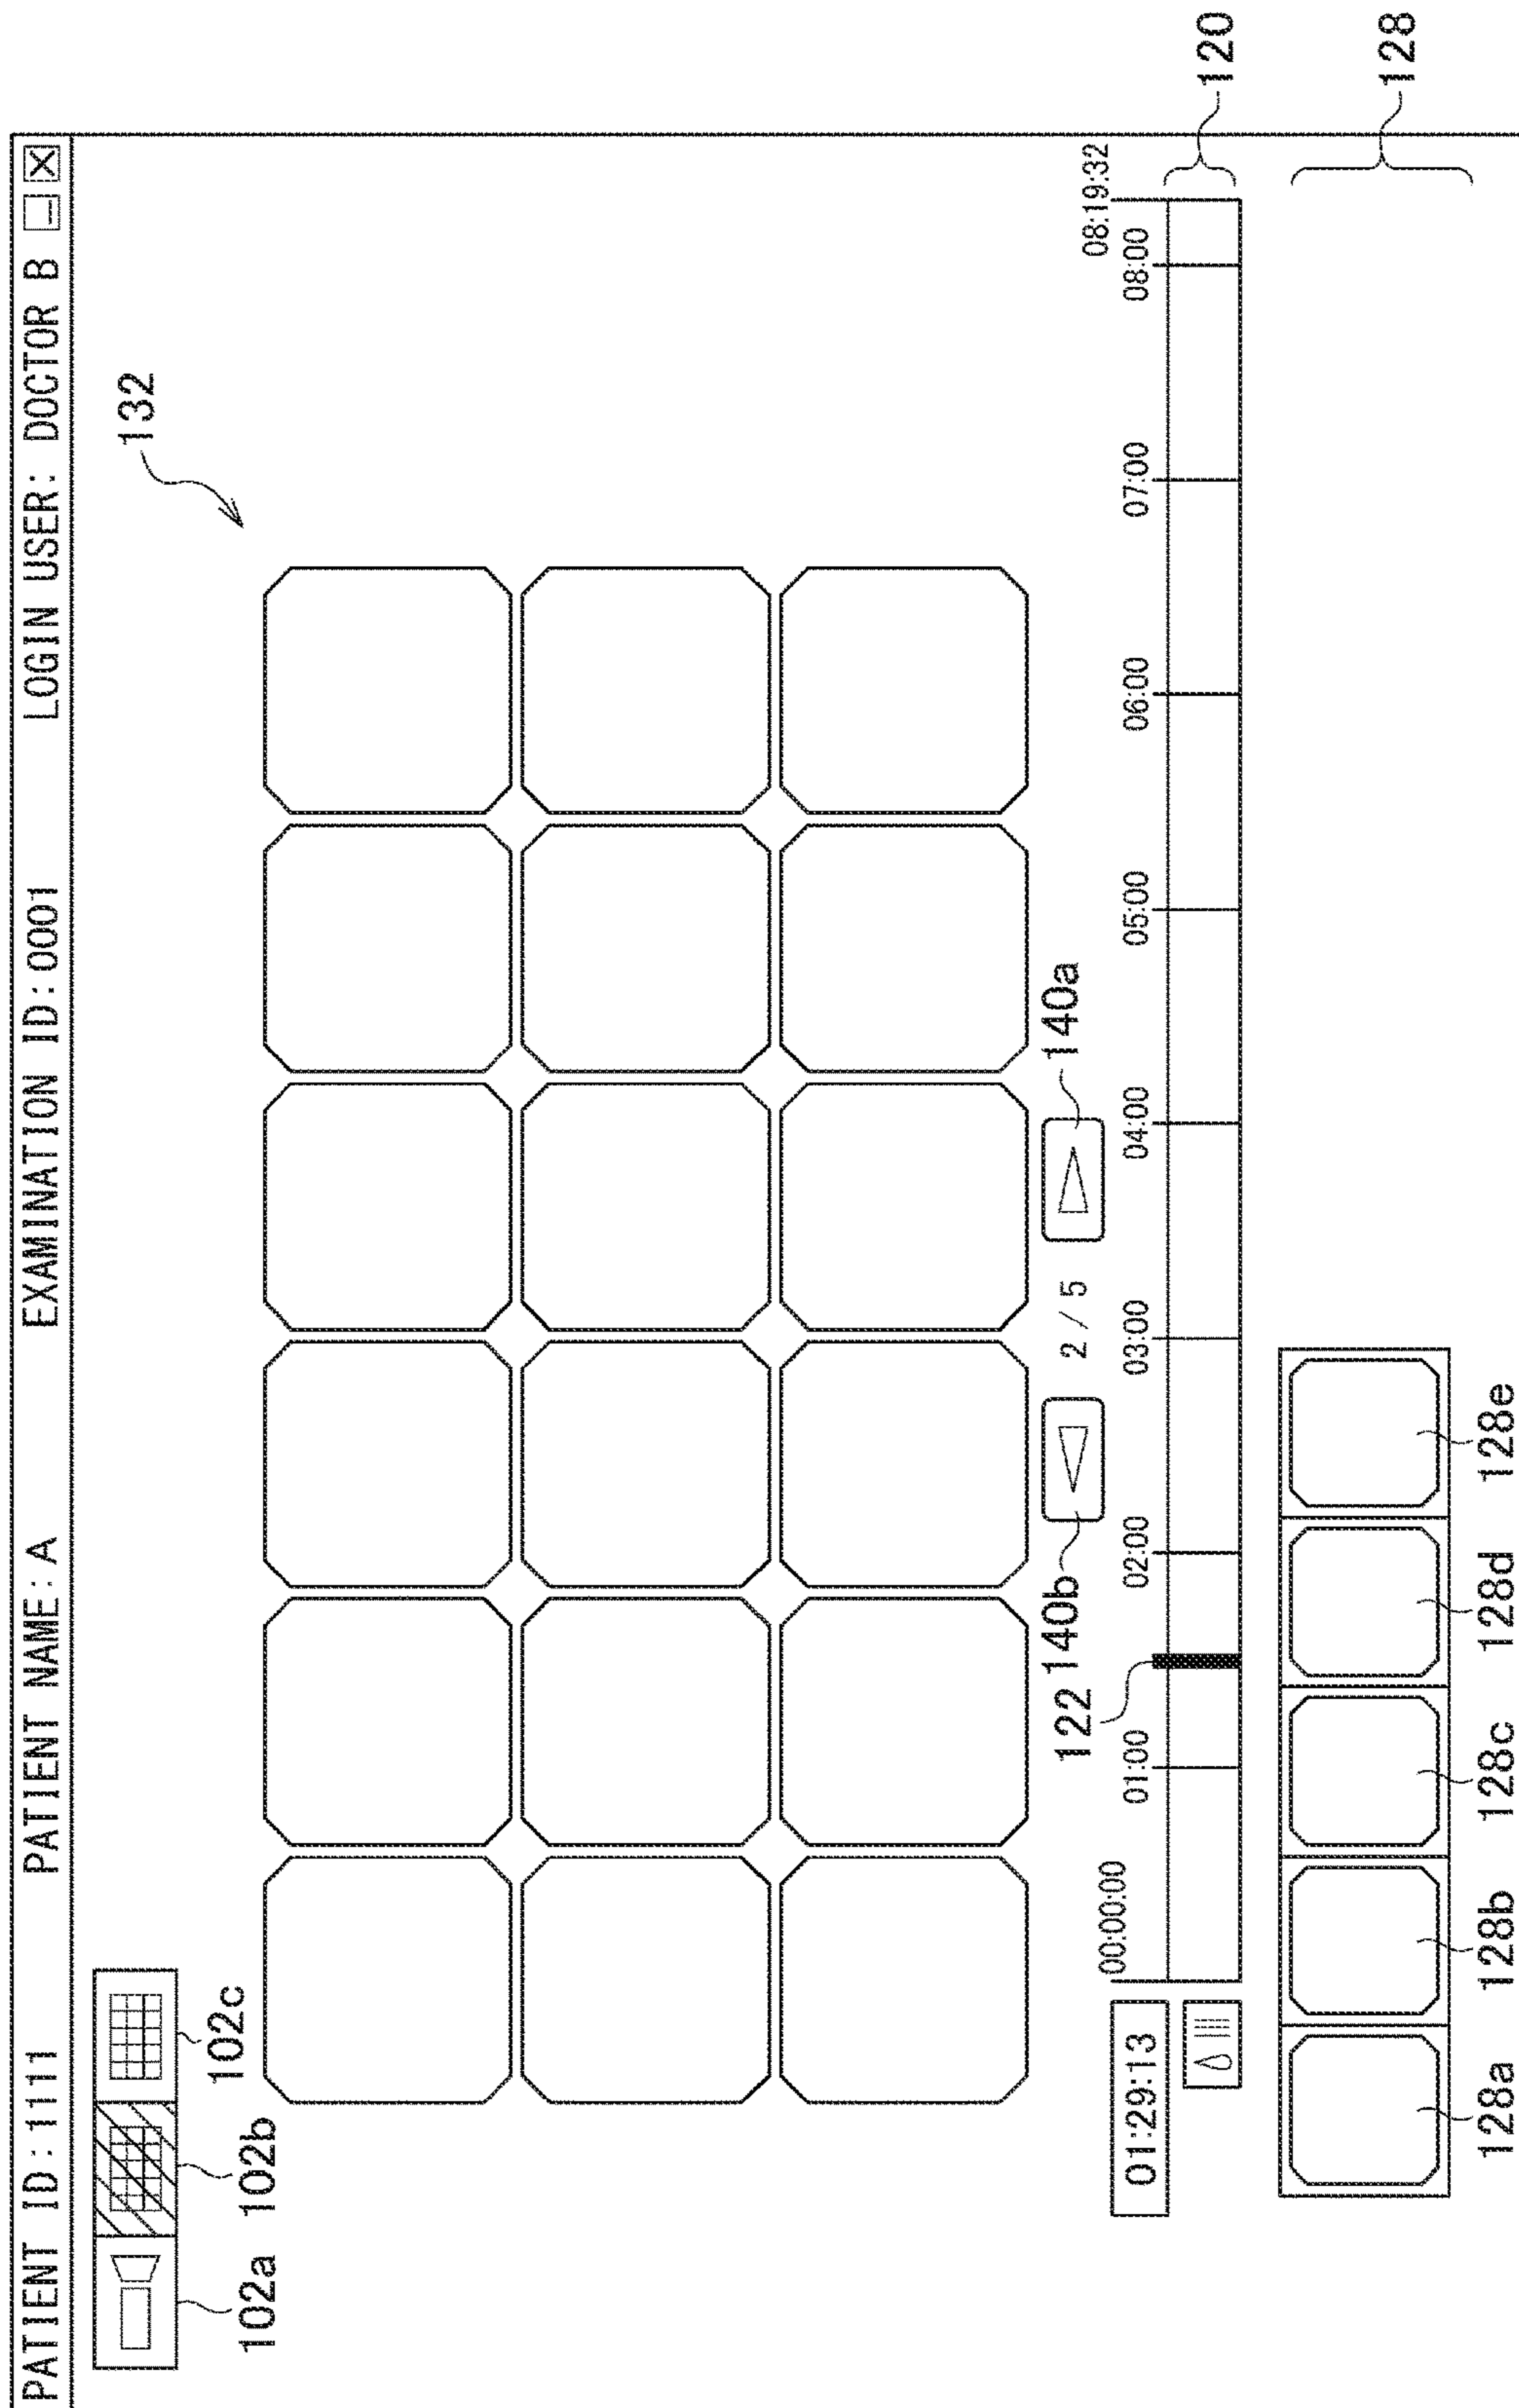 PATIENT ID:1111 PATIENT NAME:A EXAMINATION ID:0001 LOGIN USER: DOCTOR B
102a 102b 102c
132
140b 2 / 5 140a
122
01:29:13
00:00:00 01:00 02:00 03:00 04:00 05:00 06:00 07:00 08:00 08:19:32
120
128
128a 128b 128c 128d 128e